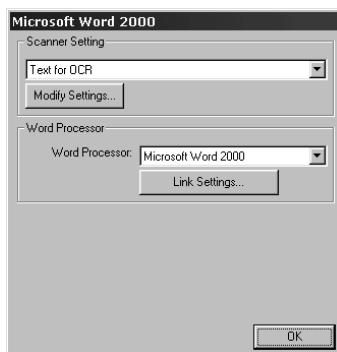 Microsoft Word 2000
Scanner Setting
Text for OCR
Modify Settings...
Word Processor
Word Processor: Microsoft Word 2000
Link Settings...
OK